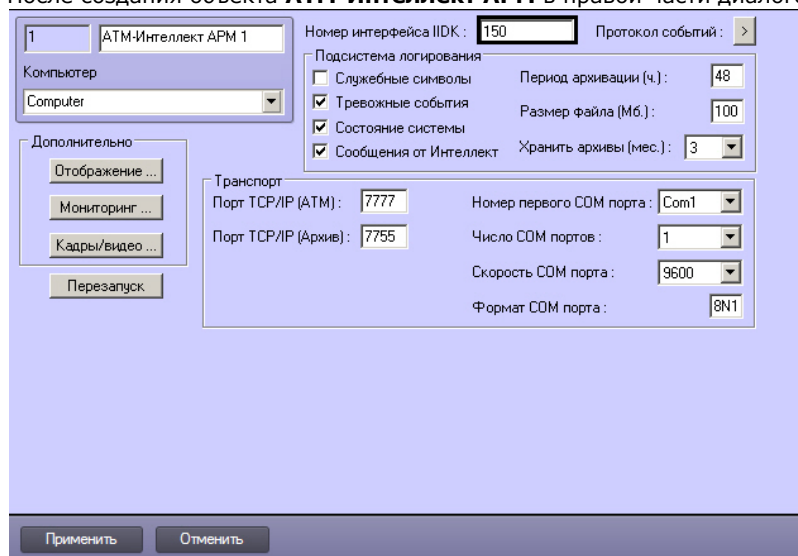 После создания объекта АТМ-Интеллект АРМ в правой части диалого
1 АТМ-Интеллект АРМ 1
Компьютер
Computer
Номер интерфейса IIDK : 150 Протокол событий : >
Подсистема логирования
Служебные символы Период архивации (ч.) : 48
Тревожные события Размер файла (Мб.) : 100
Состояние системы
Сообщения от Интеллект Хранить архивы (мес.) : 3
Дополнительно
Отображение ...
Мониторинг ...
Кадры/видео ...
Перезапуск
Транспорт
Порт TCP/IP (ATM) : 7777 Номер первого COM порта : Com1
Порт TCP/IP (Архив) : 7755 Число COM портов : 1
Скорость COM порта : 9600
Формат COM порта : 8N1
Применить Отменить